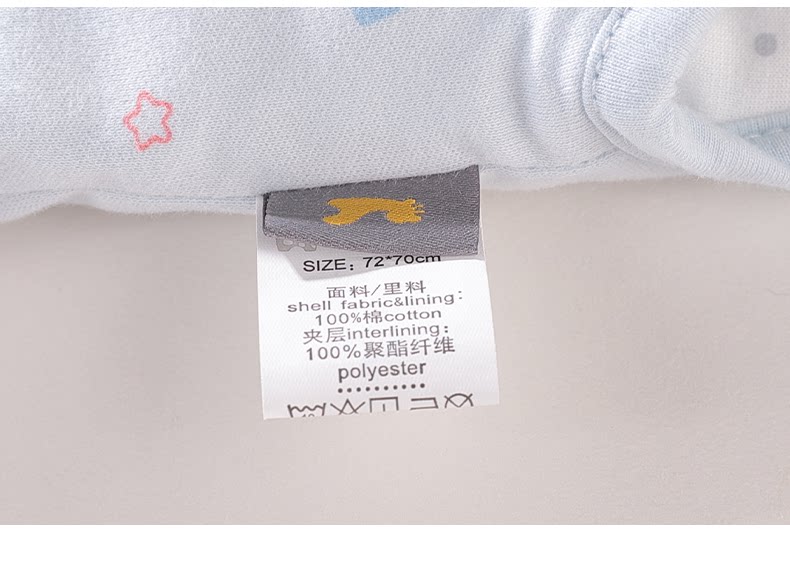 SIZE：72*70cm
面料/里料
shell fabric&lining：
100%棉cotton
夹层interlining：
100%聚酯纤维
polyester